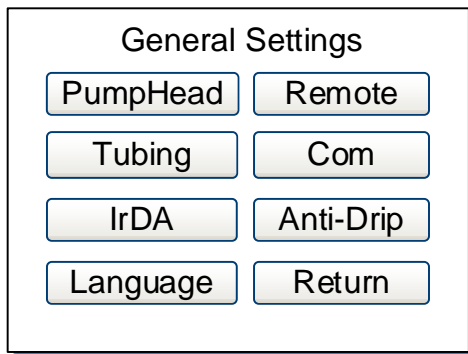 General Settings
PumpHead Remote
Tubing Com
IrDA Anti-Drip
Language Return